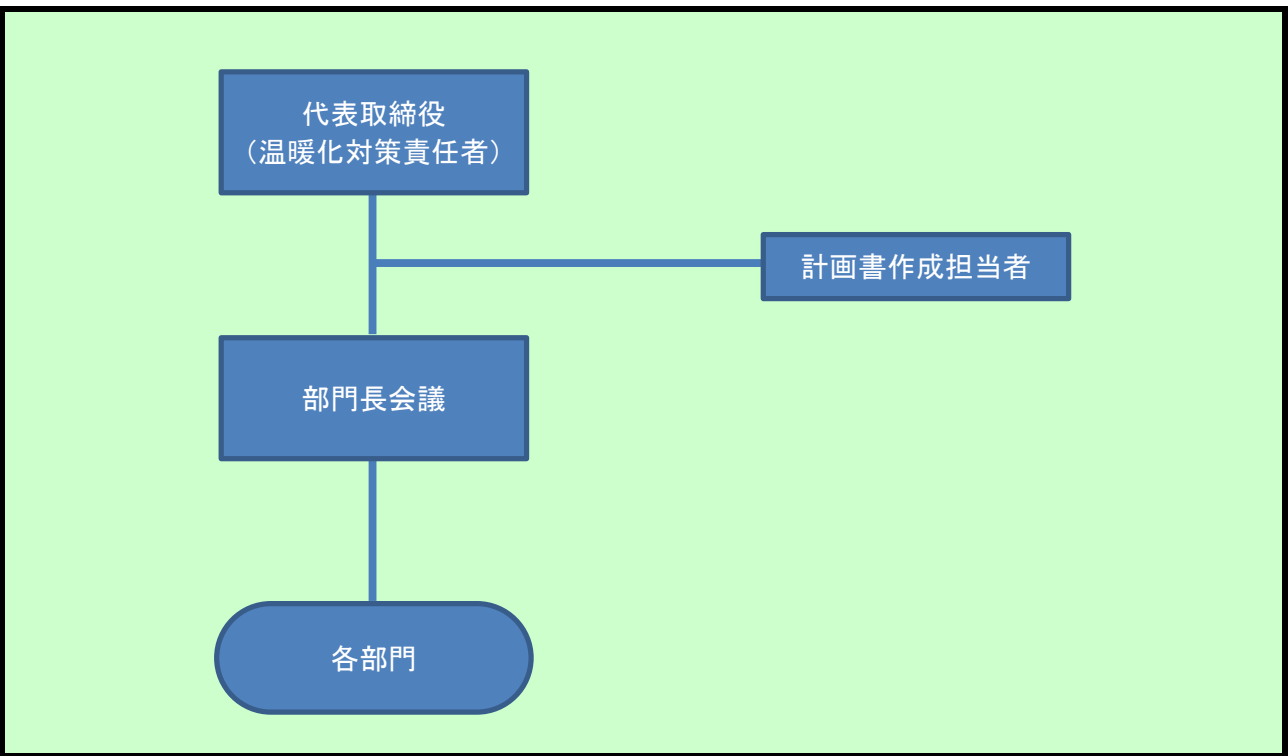 代表取締役
（温暖化対策責任者）
計画書作成担当者
部門長会議
各部門